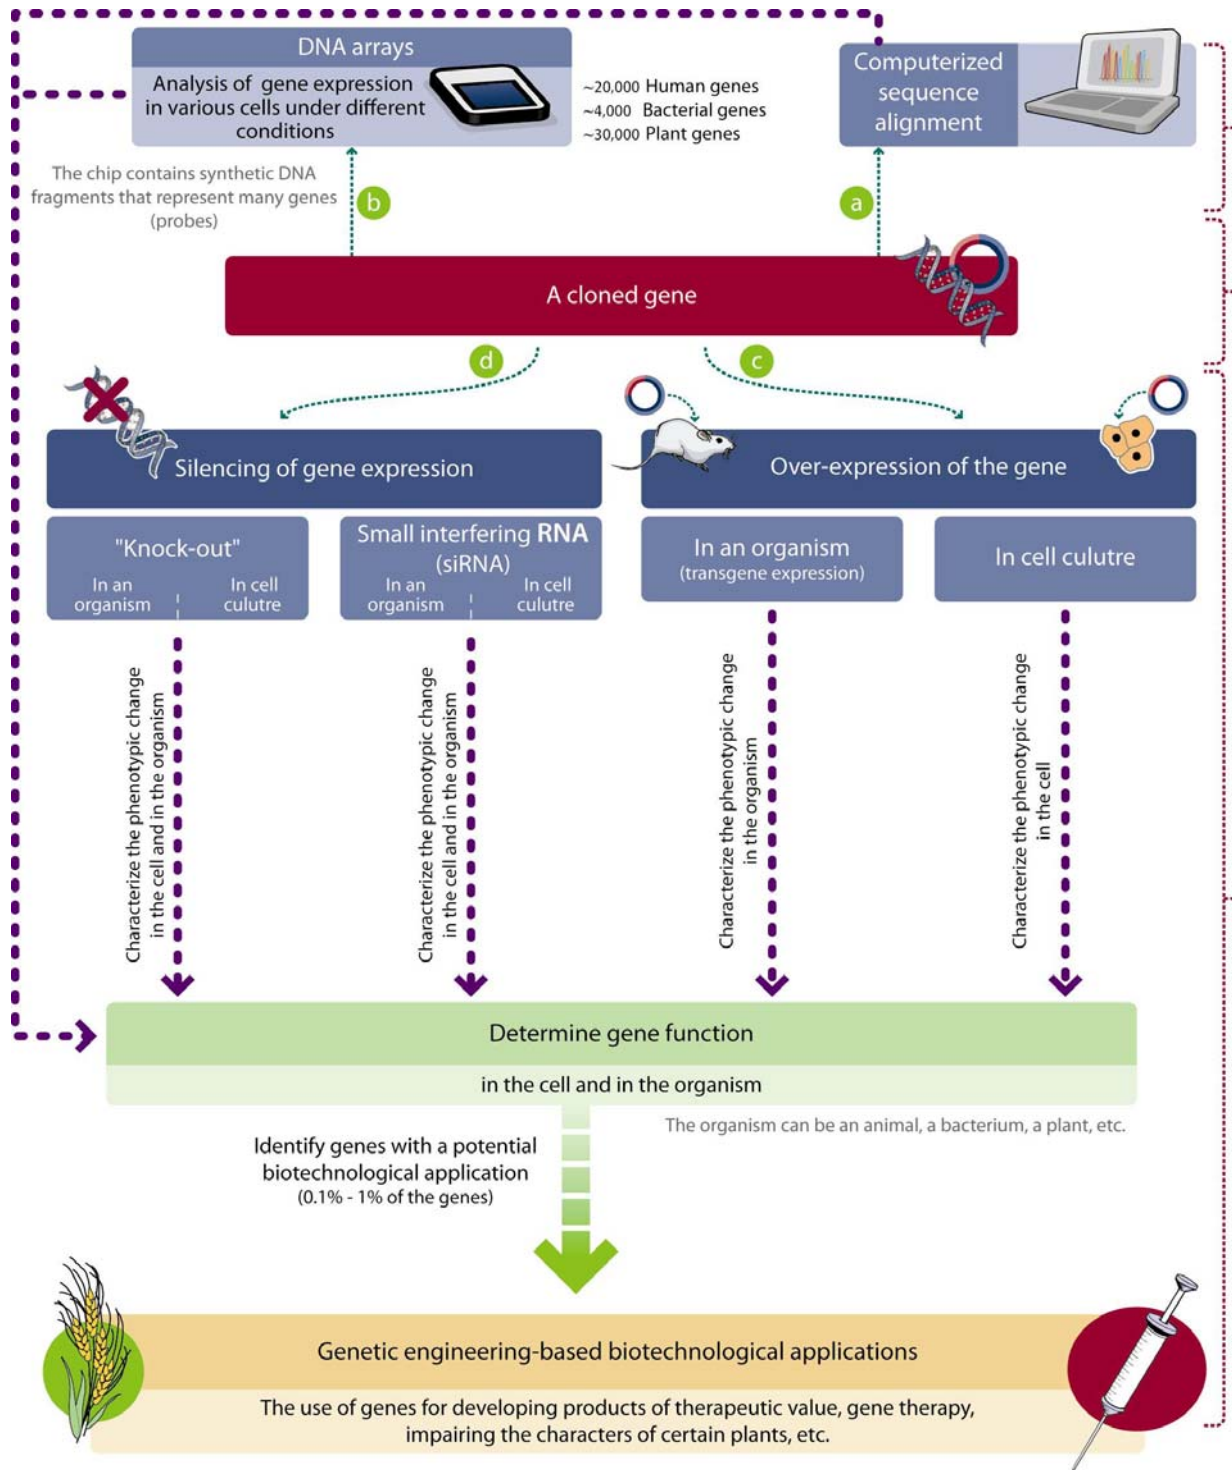 DNA arrays
Analysis of gene expression
in various cells under different
conditions
~20,000 Human genes
~4,000 Bacterial genes
~30,000 Plant genes
Computerized
sequence
alignment
The chip contains synthetic DNA
fragments that represent many genes
(probes)
b
a
A cloned gene
d
c
Silencing of gene expression
Over-expression of the gene
"Knock-out"
In an
organism
In cell
culutre
Small interfering RNA
(siRNA)
In an
organism
In cell
culutre
In an organism
(transgene expression)
In cell culutre
Characterize the phenotypic change
in the cell and in the organism
Characterize the phenotypic change
in the cell and in the organism
Characterize the phenotypic change
in the organism
Characterize the phenotypic change
in the cell
Determine gene function
in the cell and in the organism
The organism can be an animal, a bacterium, a plant, etc.
Identify genes with a potential
biotechnological application
(0.1% - 1% of the genes)
Genetic engineering-based biotechnological applications
The use of genes for developing products of therapeutic value, gene therapy,
impairing the characters of certain plants, etc.